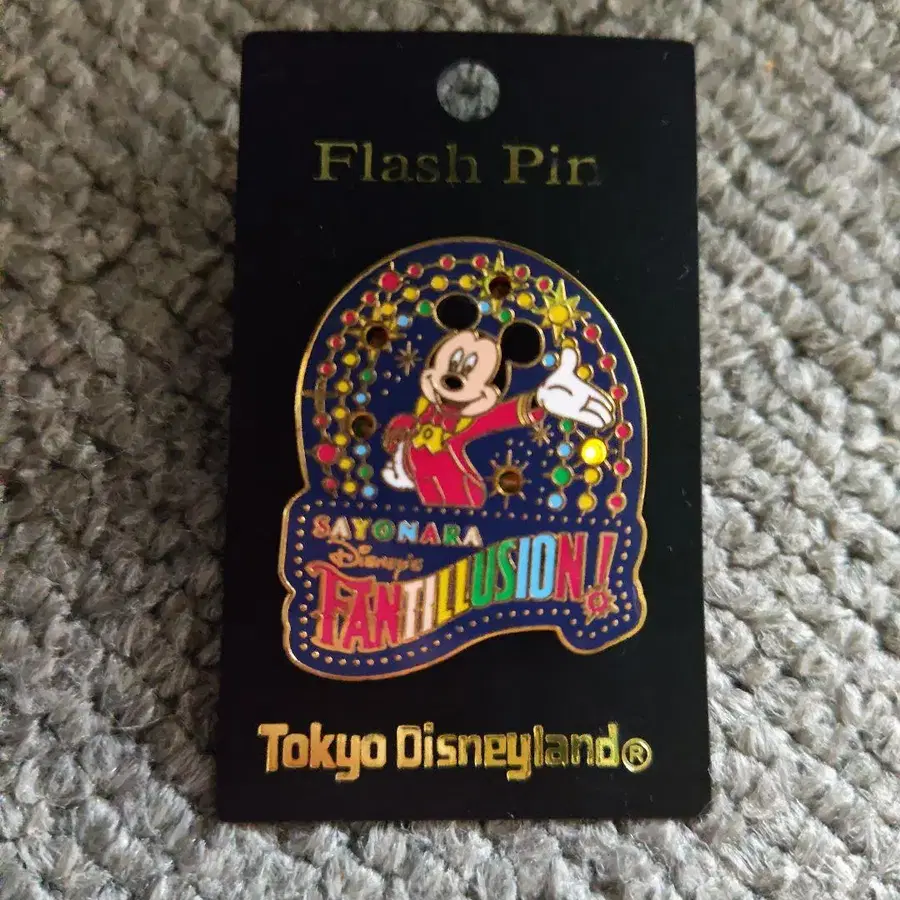 Flash Pin
SAYONARA
Disney's
FANTILLUSION!
Tokyo Disneyland®